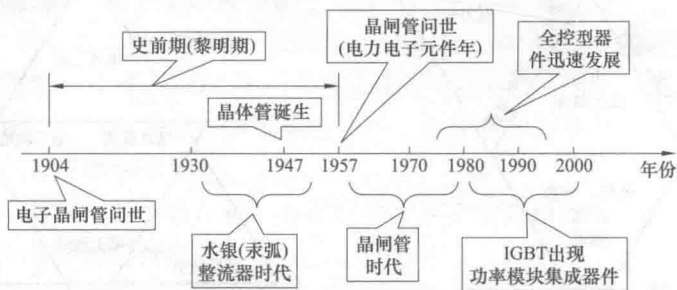 史前期(黎明期)
晶闸管问世
(电力电子元件年)
全控型器
件迅速发展
晶体管诞生
1904
1930
1947
1957
1970
1980
1990
2000
年份
电子晶闸管问世
水银(汞弧)
整流器时代
晶闸管
时代
IGBT出现
功率模块集成器件